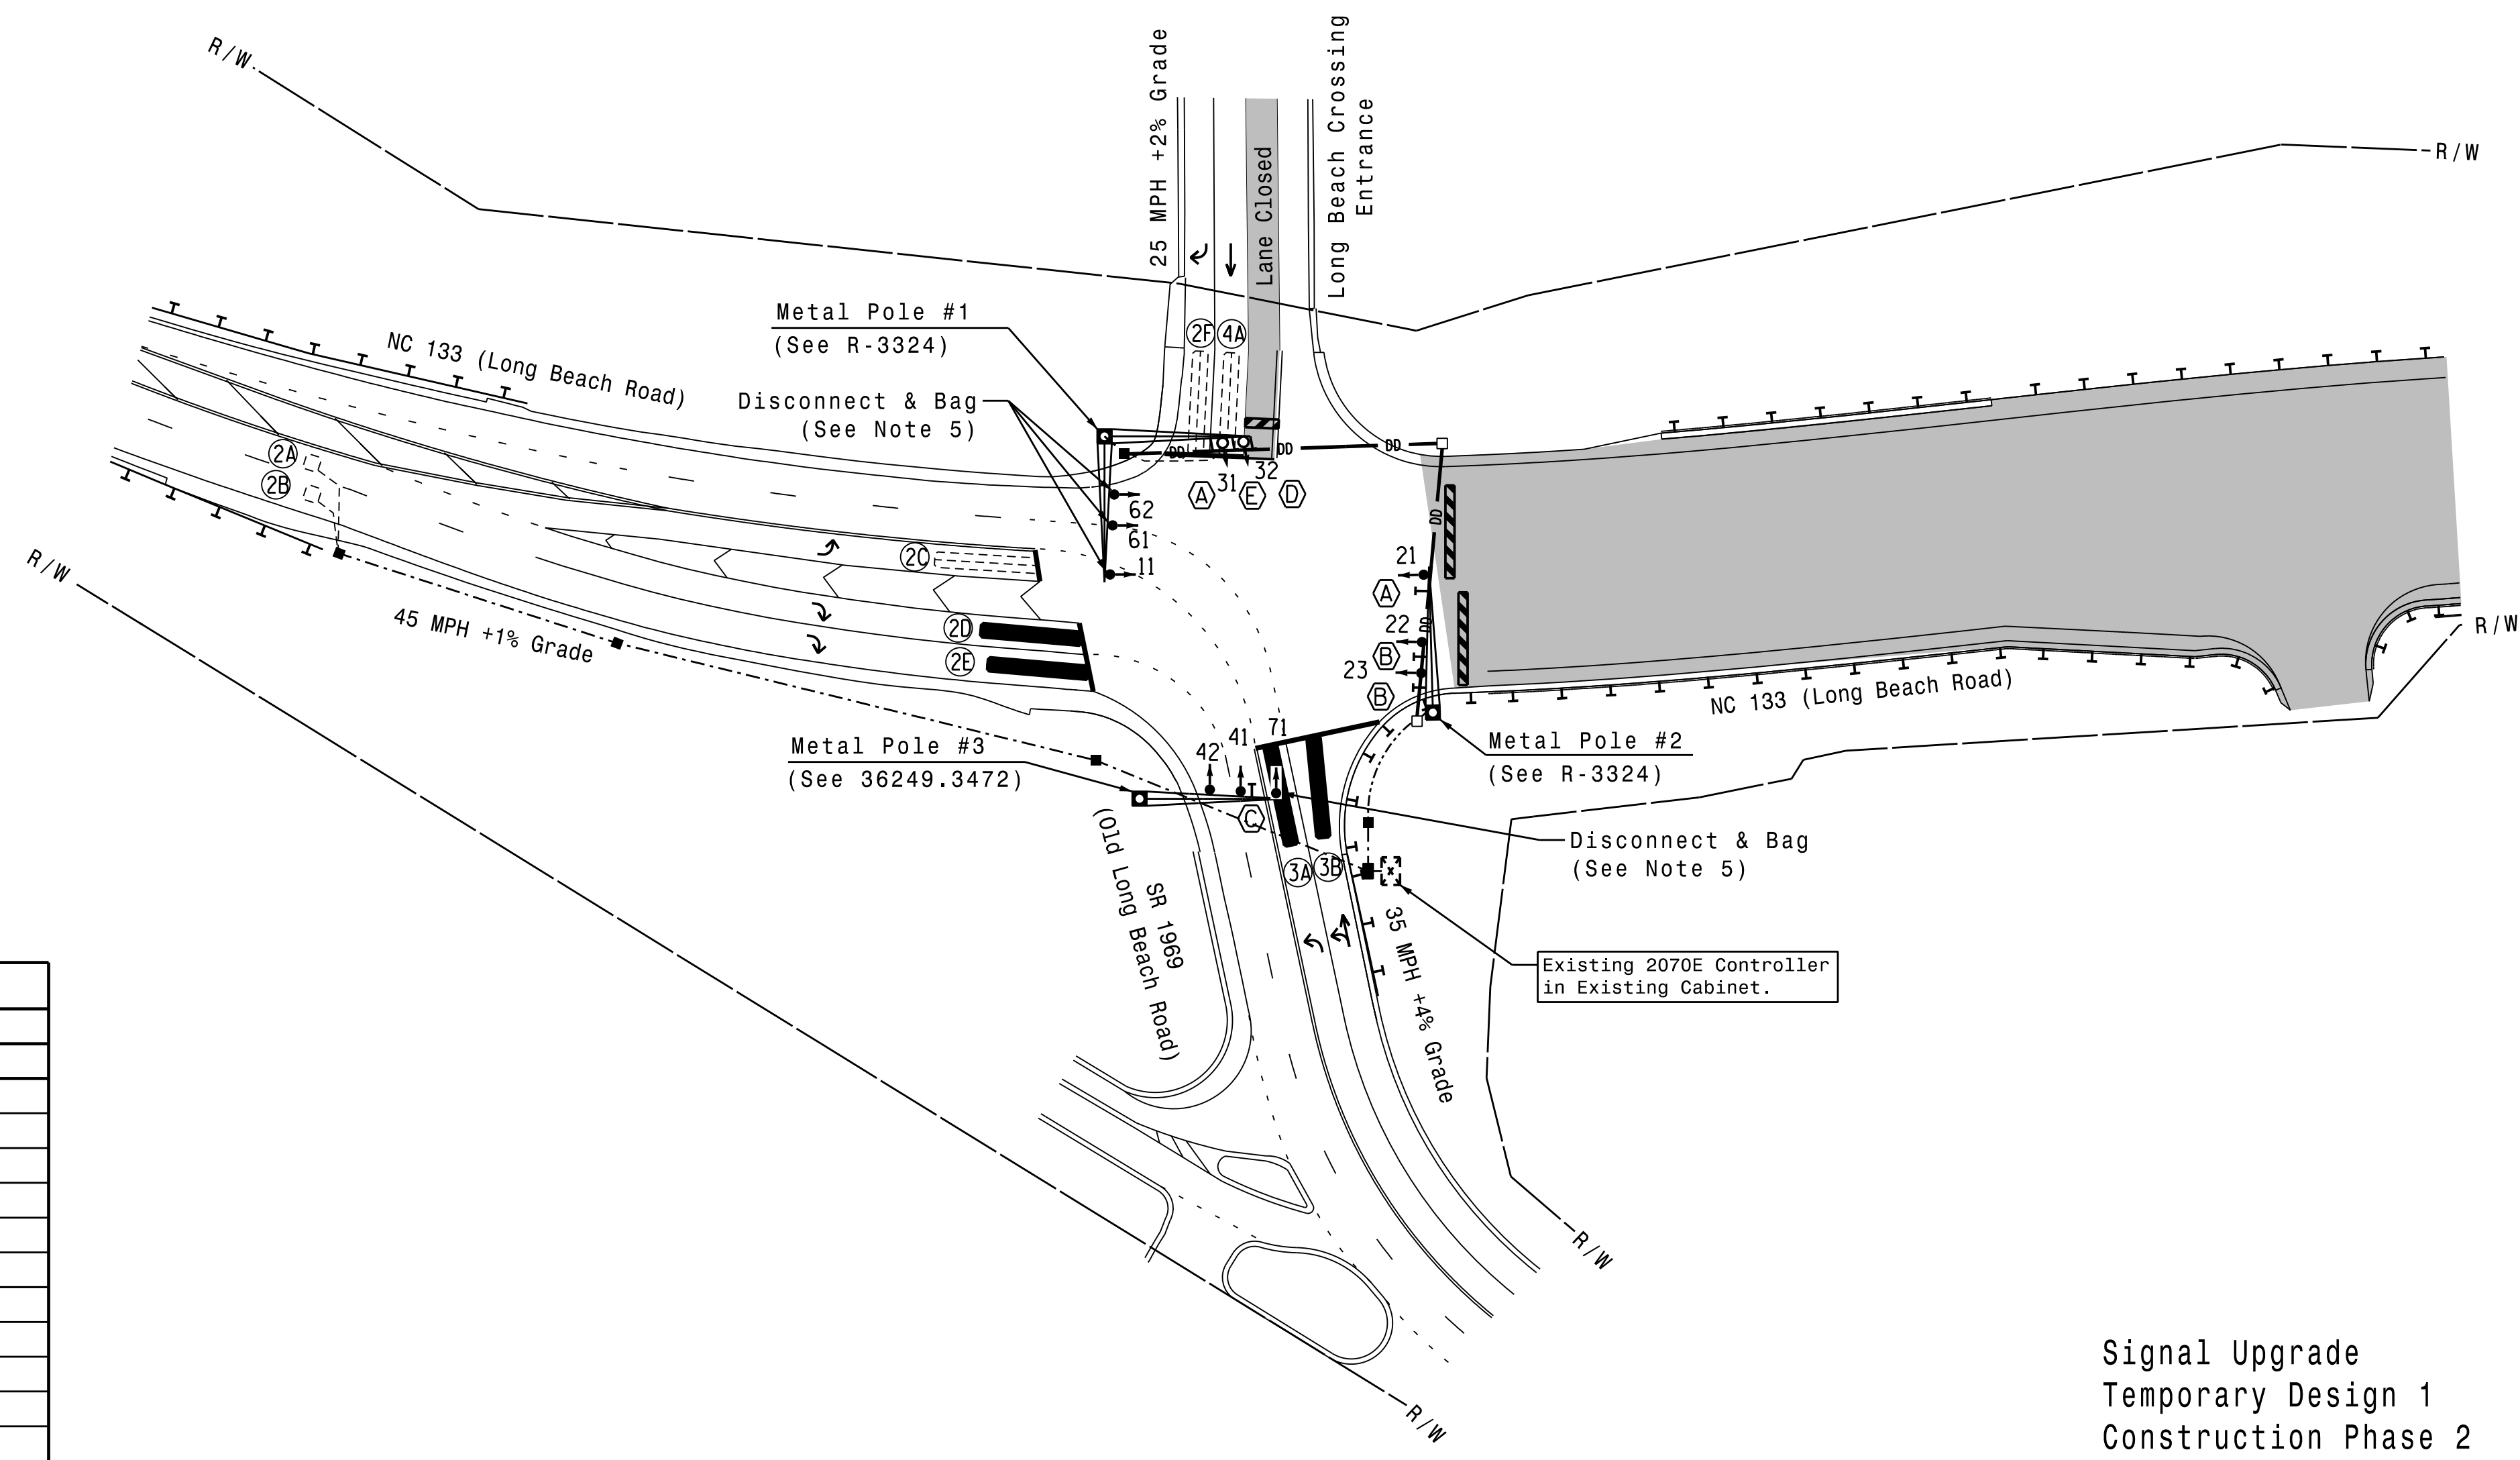 R/W
25 MPH +2% Grade
Lane Closed
Long Beach Crossing
Entrance
R/W
Metal Pole #1
(See R-3324)
NC 133 (Long Beach Road)
Disconnect & Bag
(See Note 5)
2F
4A
DD
DD
DD
31
32
A
E
D
62
61
11
2A
2B
2C
2D
2E
DD
21
A
22
DD
B
23
B
R/W
R/W
45 MPH +1% Grade
NC 133 (Long Beach Road)
Metal Pole #3
(See 36249.3472)
42
41
71
C
Metal Pole #2
(See R-3324)
Disconnect & Bag
(See Note 5)
3A
3B
SR 1969
(Old Long Beach Road)
35 MPH +4% Grade
Existing 2070E Controller
in Existing Cabinet.
R/W
R/W
Signal Upgrade
Temporary Design 1
Construction Phase 2